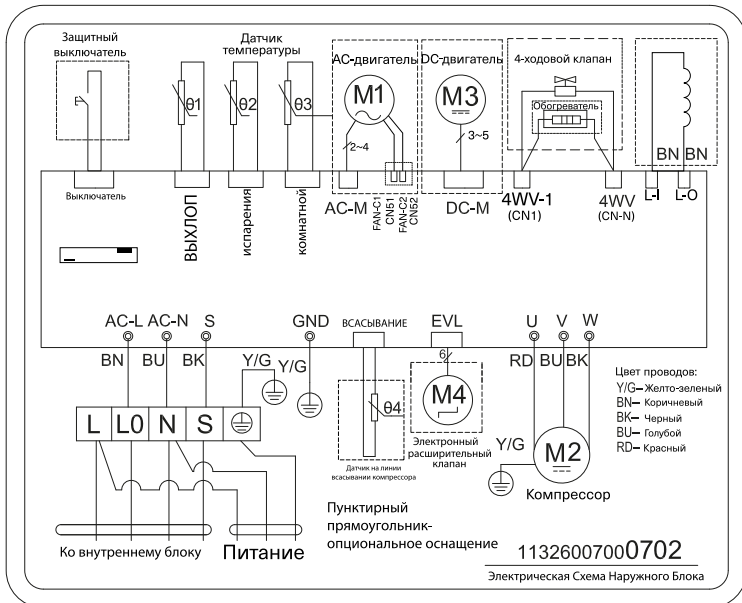 Защитный
выключатель
Датчик
температуры
AC-двигатель
DC-двигатель
4-ходовой клапан
Обогреватель
θ1
θ2
θ3
M1
M3
2~4
3~5
BN
BN
Выключатель
ВЫХЛОП
испарения
комнатной
AC-M
FAN-C1
CN51
FAN-C2
CN52
DC-M
4WV-1
(CN1)
4WV
(CN-N)
L-I
L-O
AC-L
AC-N
S
GND
ВСАСЫВАНИЕ
EVL
U
V
W
BN
BU
BK
Y/G
Y/G
6
RD
BU
BK
Цвет проводов:
Y/G– Желто-зеленый
BN– Коричневый
BK– Черный
BU– Голубой
RD– Красный
L
L0
N
S
θ4
M4
Y/G
M2
Компрессор
Датчик на линии
всасывании компрессора
Электронный
расширительный
клапан
Ко внутреннему блоку
Питание
Пунктирный
прямоугольник-
опциональное оснащение
11326007000702
Электрическая Схема Наружного Блока